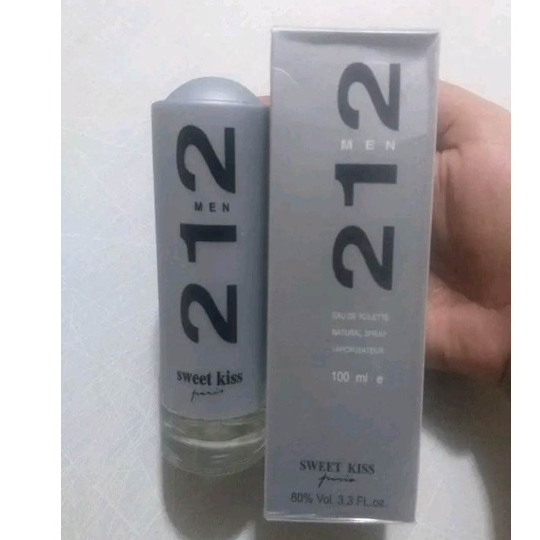 212
MEN
sweet kiss
paris
212
MEN
EAU DE TOILETTE
NATURAL SPRAY
VAPORISATEUR
100 ml e
SWEET KISS
paris
80% Vol. 3.3 FL.oz.